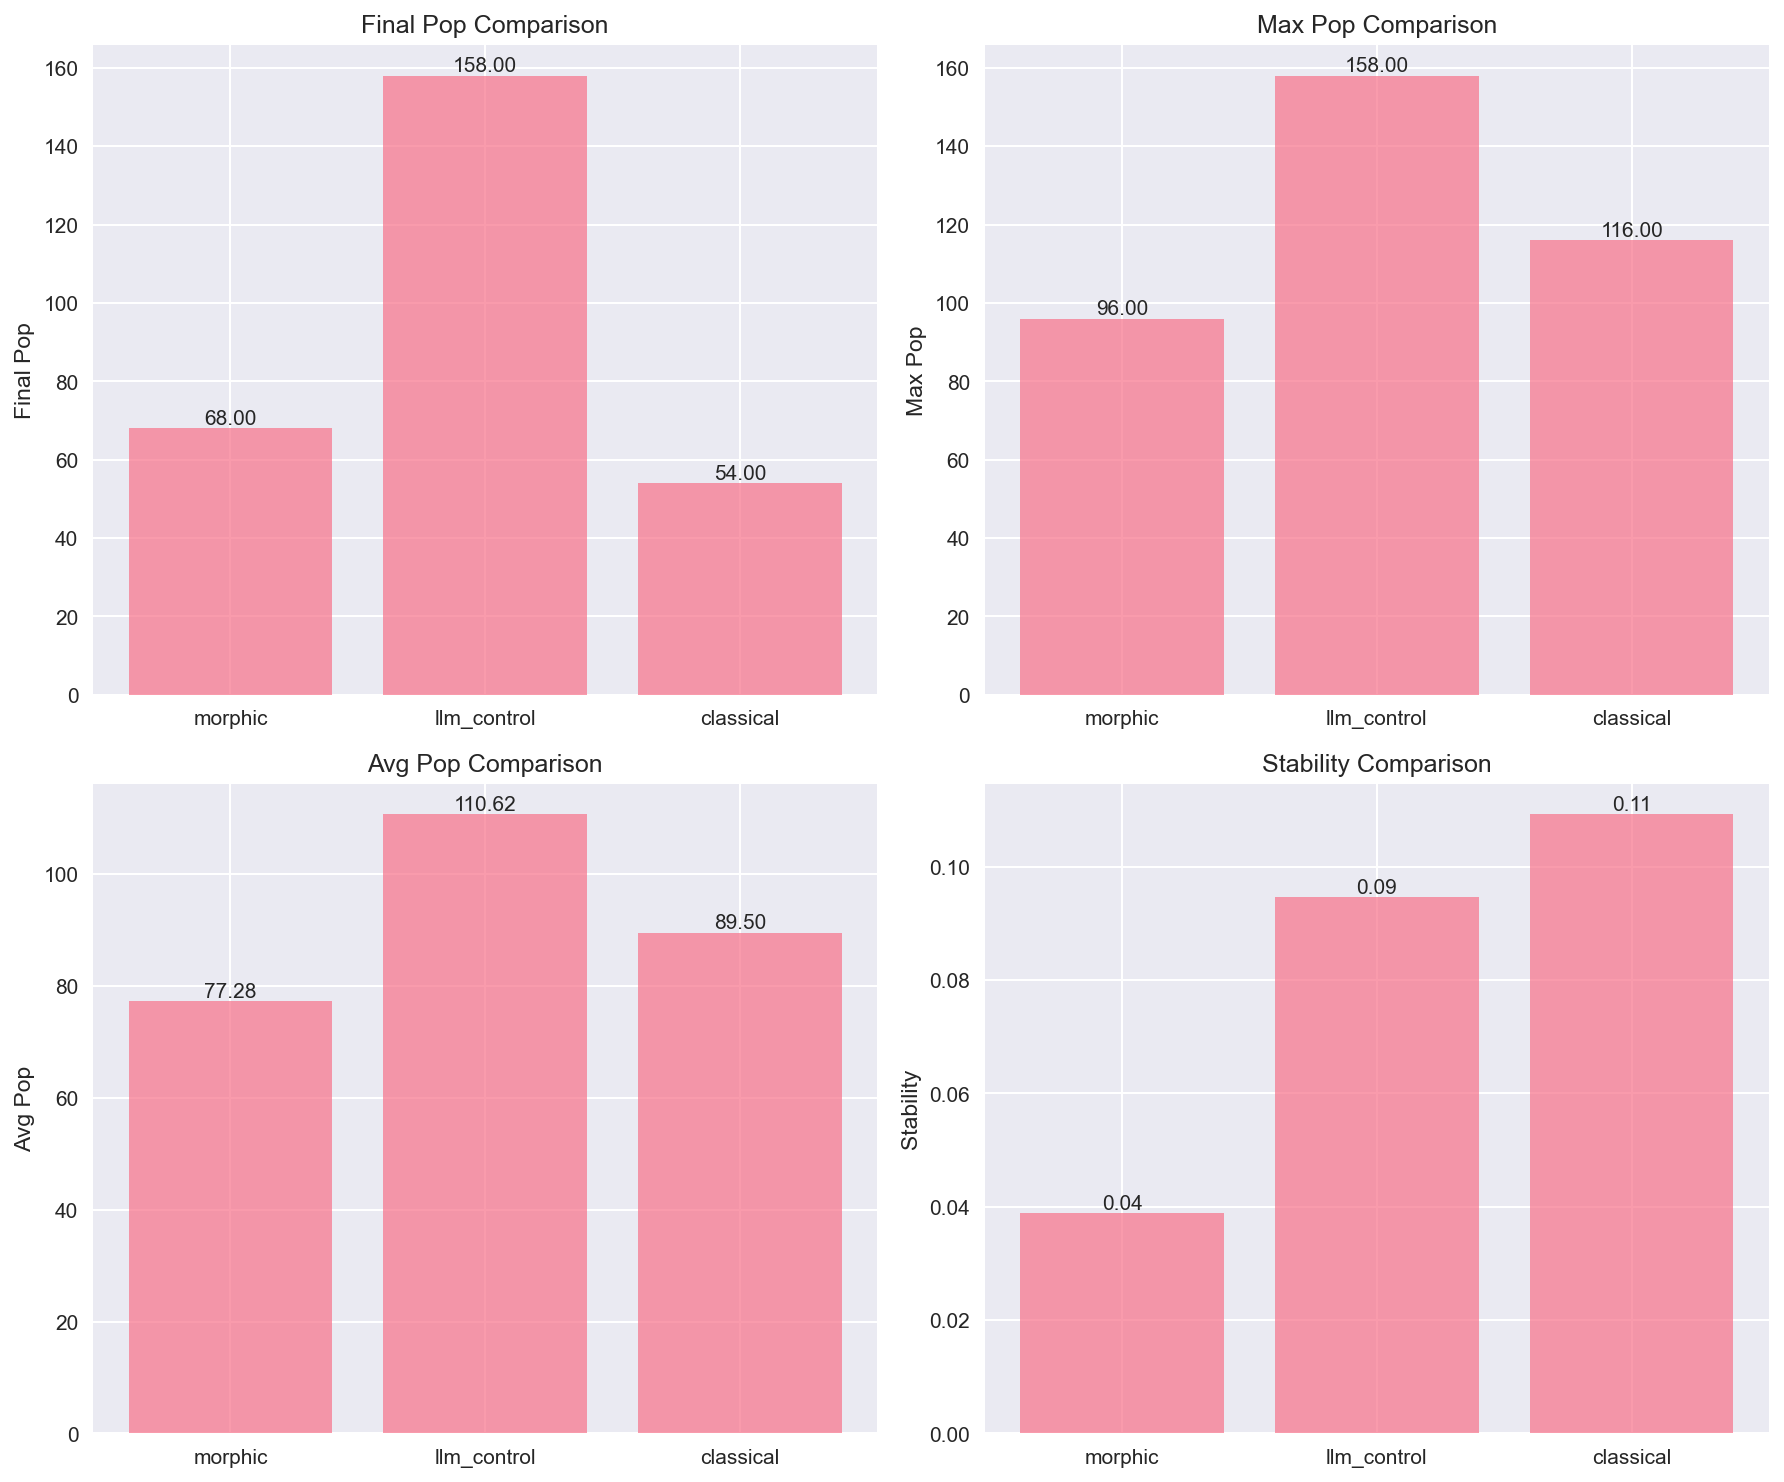 Final Pop Comparison
Final Pop
160
140
120
100
80
60
40
20
0
68.00
158.00
54.00
morphic
llm_control
classical
Max Pop Comparison
Max Pop
160
140
120
100
80
60
40
20
0
96.00
158.00
116.00
morphic
llm_control
classical
Avg Pop Comparison
Avg Pop
100
80
60
40
20
0
77.28
110.62
89.50
morphic
llm_control
classical
Stability Comparison
Stability
0.10
0.08
0.06
0.04
0.02
0.00
0.04
0.09
0.11
morphic
llm_control
classical